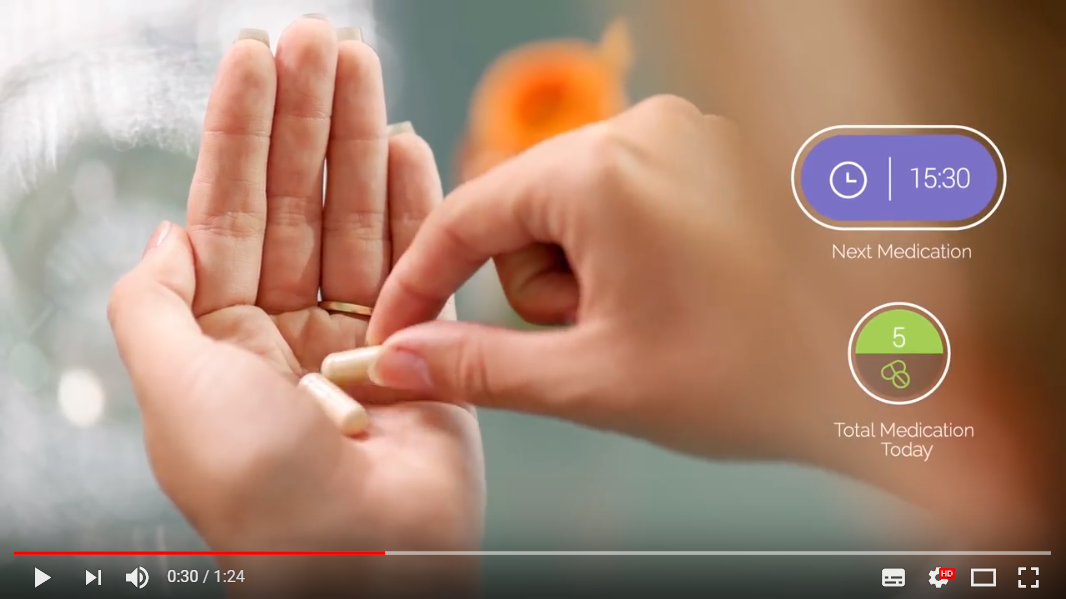 15:30
Next Medication
5
Total Medication
Today
0:30 / 1:24
HD